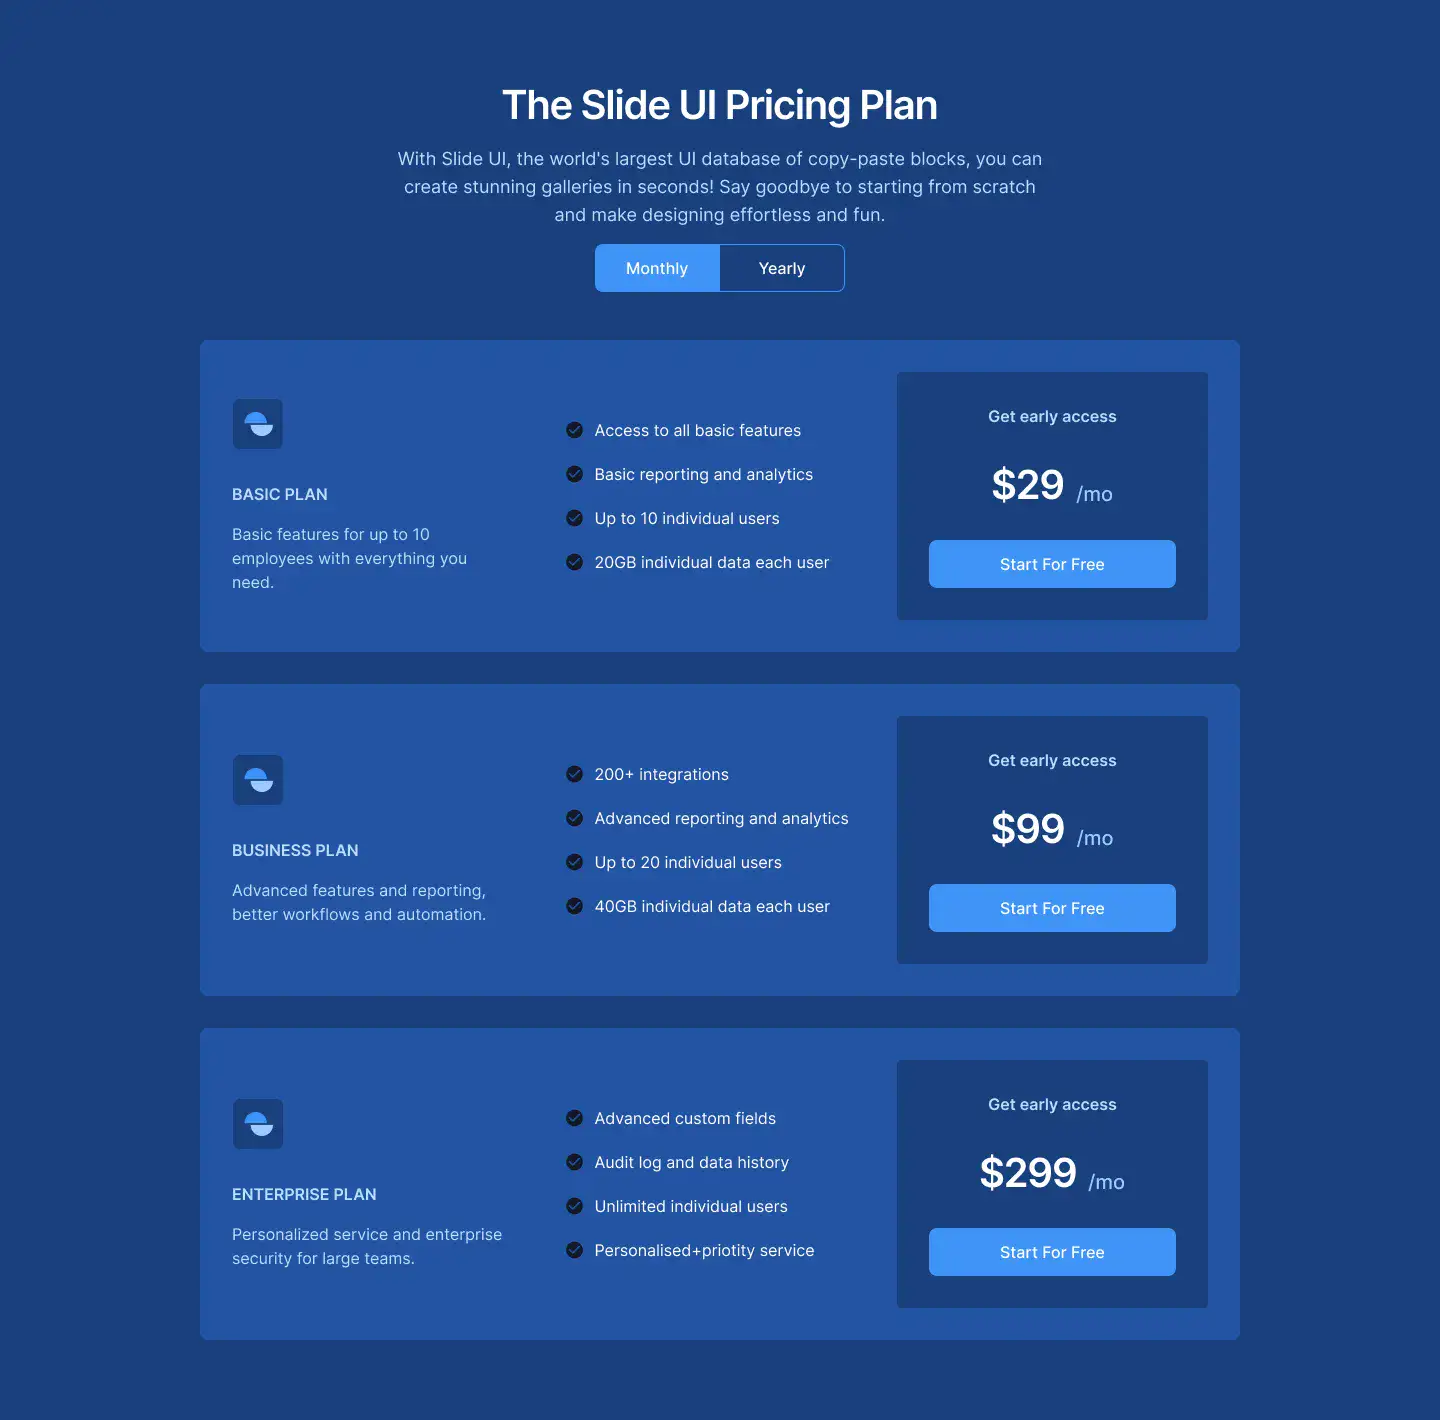 The Slide UI Pricing Plan
With Slide UI, the world's largest UI database of copy-paste blocks, you can
create stunning galleries in seconds! Say goodbye to starting from scratch
and make designing effortless and fun.
Monthly
Yearly
BASIC PLAN
Basic features for up to 10
employees with everything you
need.
Access to all basic features
Basic reporting and analytics
Up to 10 individual users
20GB individual data each user
Get early access
$29 /mo
Start For Free
BUSINESS PLAN
Advanced features and reporting,
better workflows and automation.
200+ integrations
Advanced reporting and analytics
Up to 20 individual users
40GB individual data each user
Get early access
$99 /mo
Start For Free
ENTERPRISE PLAN
Personalized service and enterprise
security for large teams.
Advanced custom fields
Audit log and data history
Unlimited individual users
Personalised+priotity service
Get early access
$299 /mo
Start For Free